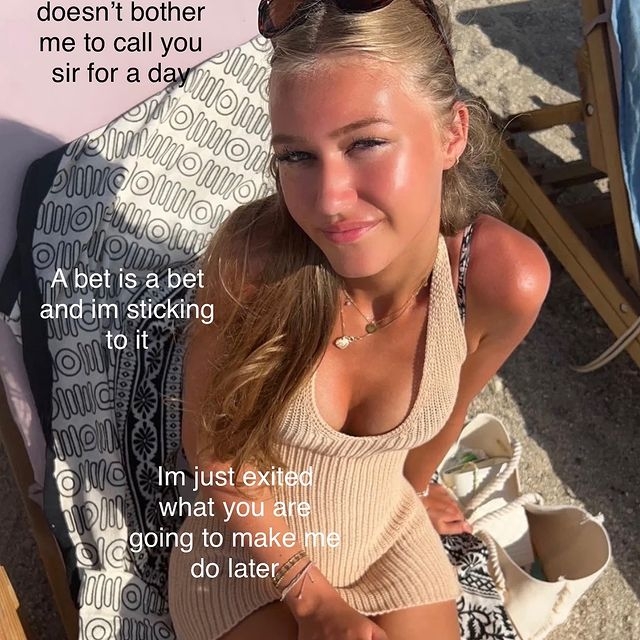 doesn't bother
me to call you
sir for a day
A bet is a bet
and im sticking
to it
Im just exited
what you are
going to make me
do later